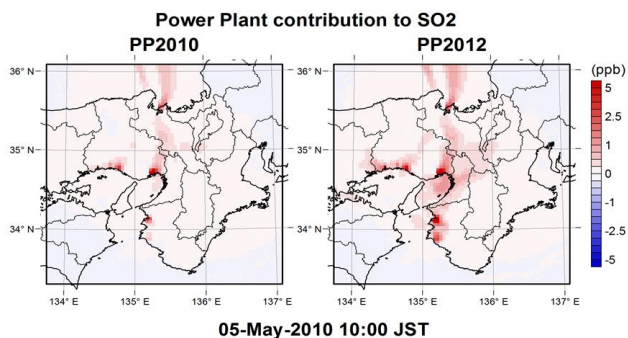 Power Plant contribution to SO2
PP2010 PP2012
(ppb)
36° N 36° N
35° N 35° N
34° N 34° N
134° E 135° E 136° E 137° E 134° E 135° E 136° E 137° E
5
2.5
1
0
-1
-2.5
-5
05-May-2010 10:00 JST